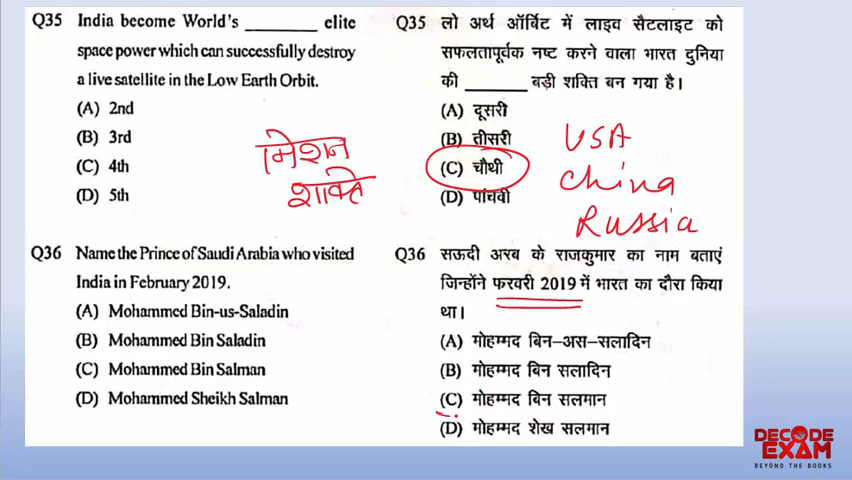 Q35 India become World's ________ elite
space power which can successfully destroy
a live satellite in the Low Earth Orbit.
(A) 2nd
(B) 3rd
(C) 4th
(D) 5th
मिशन
शक्ति
Q35 लो अर्थ ऑर्विट में लाइव सैटलाइट को
सफलतापूर्वक नष्ट करने वाला भारत दुनिया
की ________ बड़ी शक्ति बन गया है।
(A) दूसरी
(B) तीसरी
(C) चौथी
(D) पांचवी
USA
China
Russia
Q36 Name the Prince of Saudi Arabia who visited
India in February 2019.
(A) Mohammed Bin-us-Saladin
(B) Mohammed Bin Saladin
(C) Mohammed Bin Salman
(D) Mohammed Sheikh Salman
Q36 सऊदी अरब के राजकुमार का नाम बताएं
जिन्होंने फरवरी 2019 में भारत का दौरा किया
था।
(A) मोहम्मद बिन-अस-सलादिन
(B) मोहम्मद बिन सलादिन
(C) मोहम्मद बिन सलमान
(D) मोहम्मद शेख सलमान
DECODE
EXAM
BEYOND THE BOOKS